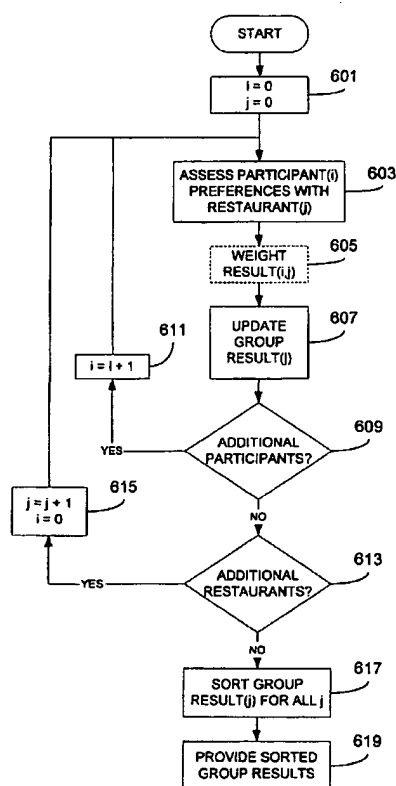 START
i = 0
j = 0
601
ASSESS PARTICIPANT(i)
PREFERENCES WITH
RESTAURANT(j)
603
WEIGHT
RESULT(i,j)
605
UPDATE
GROUP
RESULT(j)
607
i = i + 1
611
ADDITIONAL
PARTICIPANTS?
609
YES
NO
j = j + 1
i = 0
615
ADDITIONAL
RESTAURANTS?
613
YES
NO
SORT GROUP
RESULT(j) FOR ALL j
617
PROVIDE SORTED
GROUP RESULTS
619